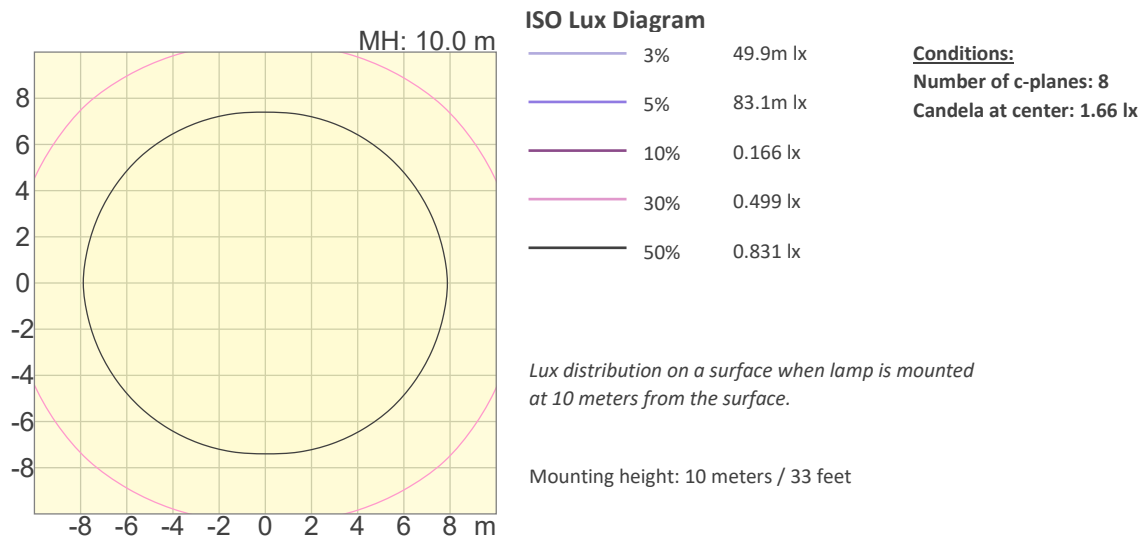 ISO Lux Diagram
MH: 10.0 m
8
6
4
2
0
-2
-4
-6
-8
-8 -6 -4 -2 0 2 4 6 8 m
3% 49.9m lx
5% 83.1m lx
10% 0.166 lx
30% 0.499 lx
50% 0.831 lx
Conditions:
Number of c-planes: 8
Candela at center: 1.66 lx
Lux distribution on a surface when lamp is mounted
at 10 meters from the surface.
Mounting height: 10 meters / 33 feet